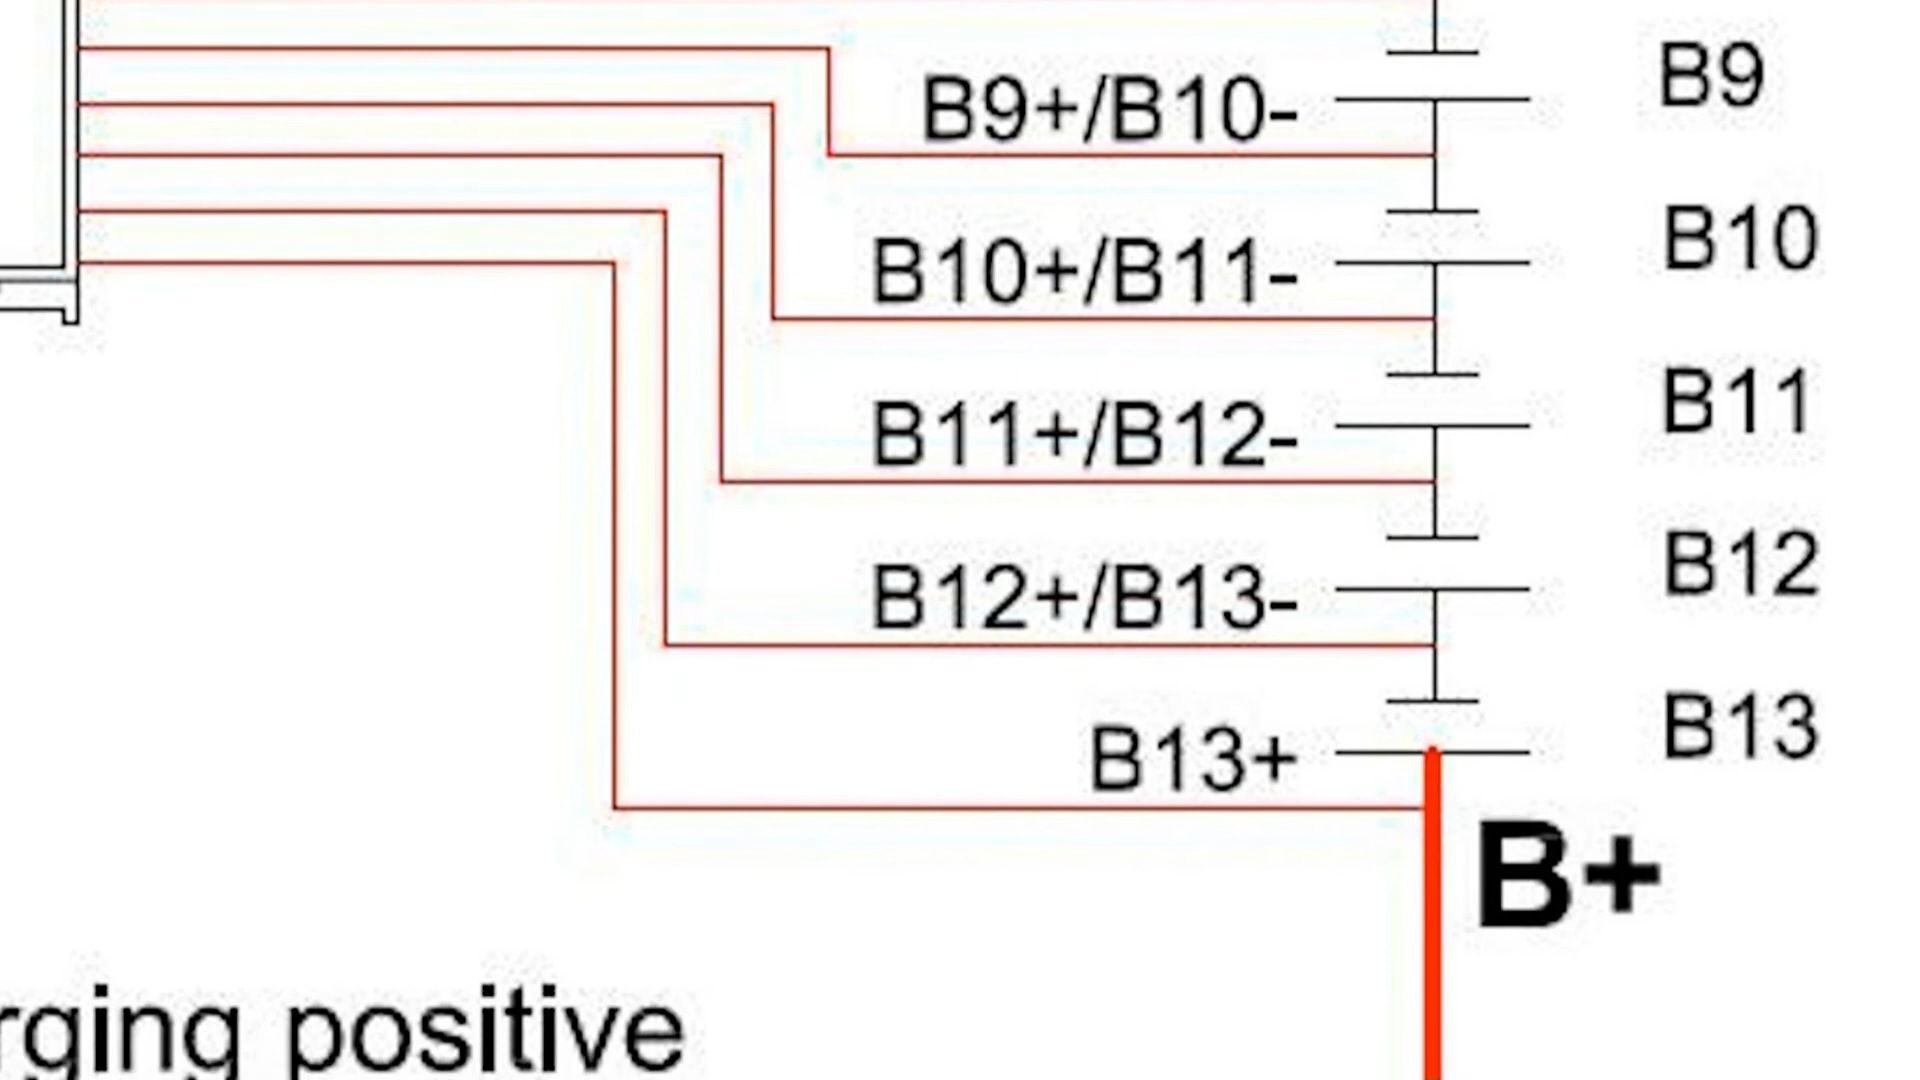 B9
B9+/B10-
B10
B10+/B11-
B11
B11+/B12-
B12
B12+/B13-
B13
B13+
B+
rging positive